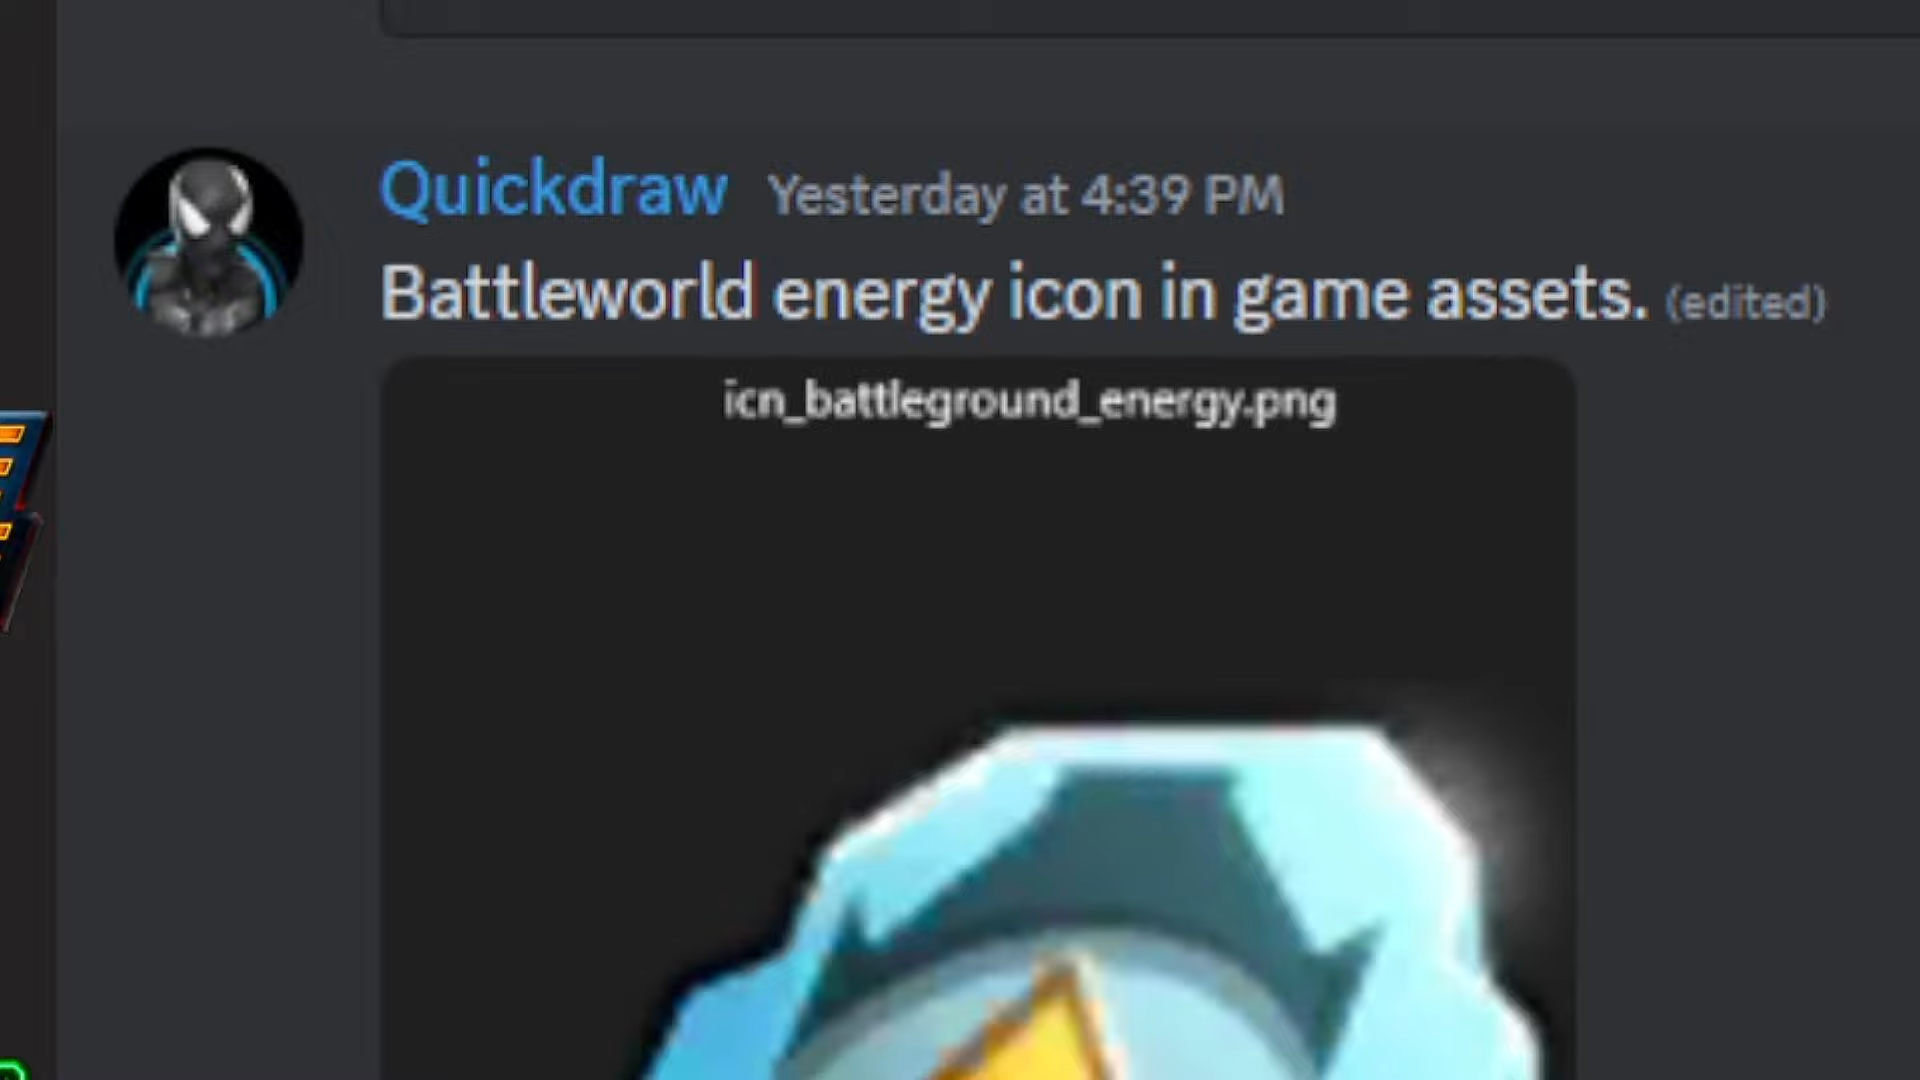 Quickdraw Yesterday at 4:39 PM
Battleworld energy icon in game assets. (edited)
icn_battleground_energy.png